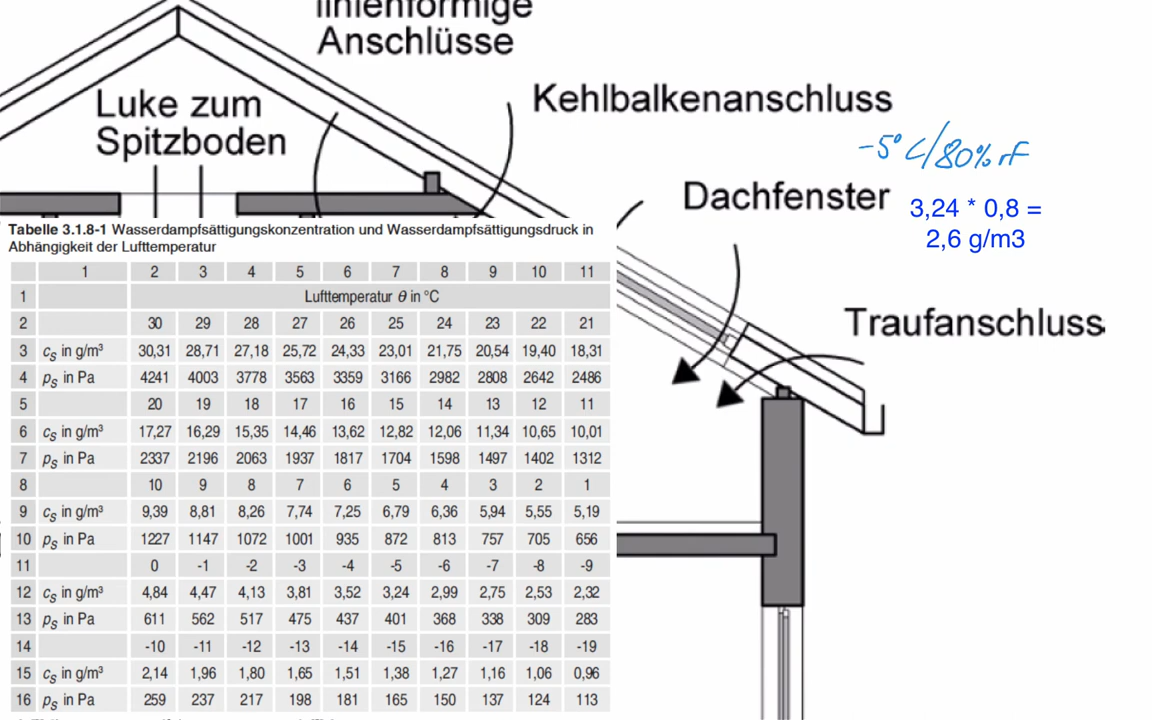 linienförmige
Anschlüsse
Luke zum
Spitzboden
Kehlbalkenanschluss
-5° C/80% rF
Dachfenster
3,24 * 0,8 =
2,6 g/m3
Traufanschluss
Tabelle 3.1.8-1 Wasserdampfsättigungskonzentration und Wasserdampfsättigungsdruck in
Abhängigkeit der Lufttemperatur
1 2 3 4 5 6 7 8 9 10 11
1 Lufttemperatur θ in °C
2 30 29 28 27 26 25 24 23 22 21
3 cs in g/m³ 30,31 28,71 27,18 25,72 24,33 23,01 21,75 20,54 19,40 18,31
4 ps in Pa 4241 4003 3778 3563 3359 3166 2982 2808 2642 2486
5 20 19 18 17 16 15 14 13 12 11
6 cs in g/m³ 17,27 16,29 15,35 14,46 13,62 12,82 12,06 11,34 10,65 10,01
7 ps in Pa 2337 2196 2063 1937 1817 1704 1598 1497 1402 1312
8 10 9 8 7 6 5 4 3 2 1
9 cs in g/m³ 9,39 8,81 8,26 7,74 7,25 6,79 6,36 5,94 5,55 5,19
10 ps in Pa 1227 1147 1072 1001 935 872 813 757 705 656
11 0 -1 -2 -3 -4 -5 -6 -7 -8 -9
12 cs in g/m³ 4,84 4,47 4,13 3,81 3,52 3,24 2,99 2,75 2,53 2,32
13 ps in Pa 611 562 517 475 437 401 368 338 309 283
14 -10 -11 -12 -13 -14 -15 -16 -17 -18 -19
15 cs in g/m³ 2,14 1,96 1,80 1,65 1,51 1,38 1,27 1,16 1,06 0,96
16 ps in Pa 259 237 217 198 181 165 150 137 124 113